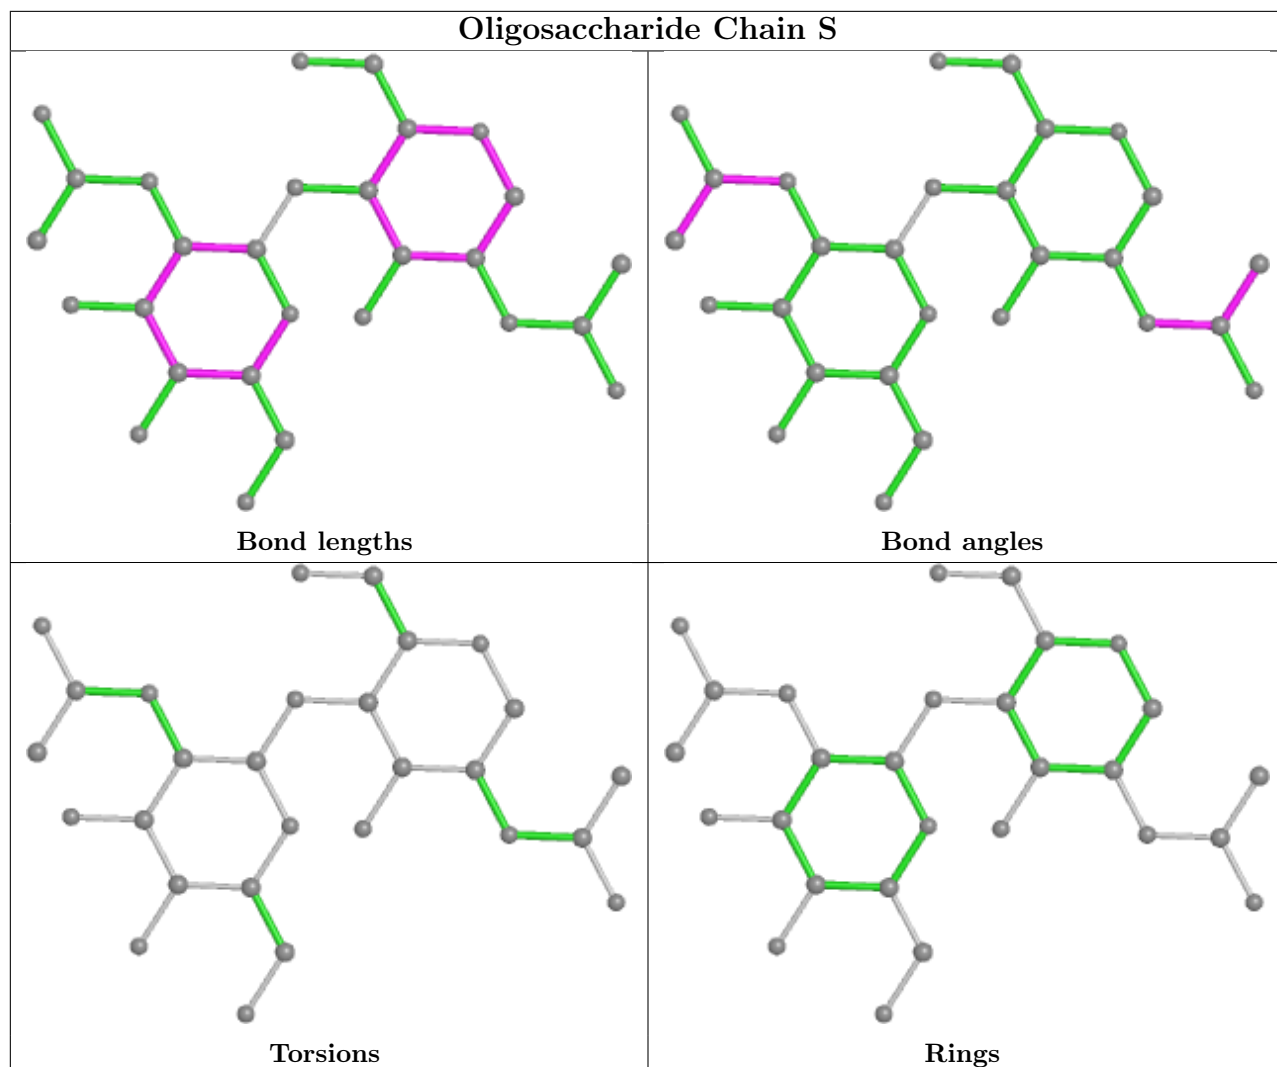 Oligosaccharide Chain S
Bond lengths
Bond angles
Torsions
Rings